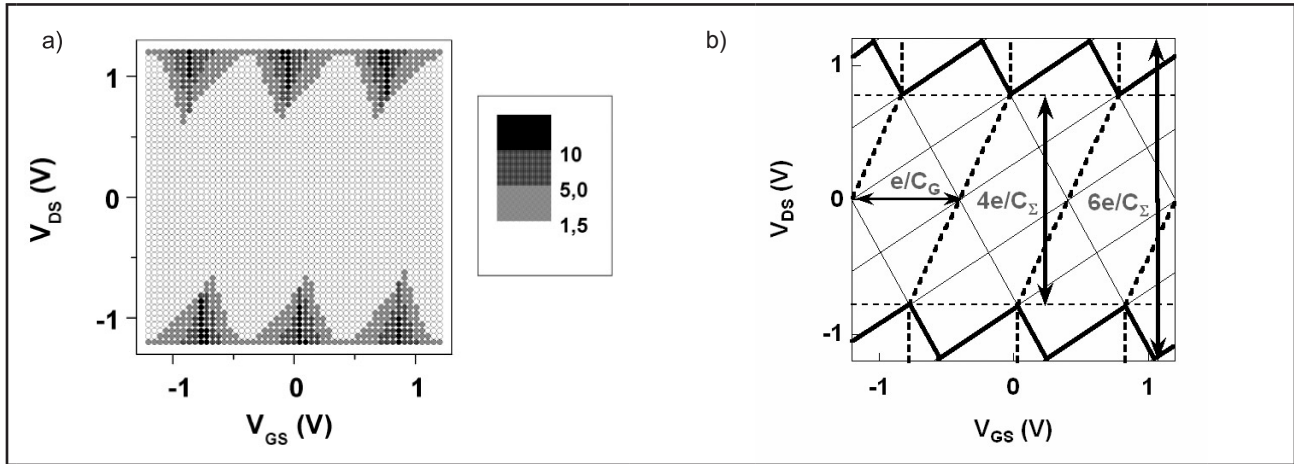 a)
1
0
-1
V_DS (V)
-1
0
1
V_GS (V)
10
5,0
1,5
b)
1
0
-1
V_DS (V)
e/C_G
4e/C_Σ
6e/C_Σ
-1
0
1
V_GS (V)